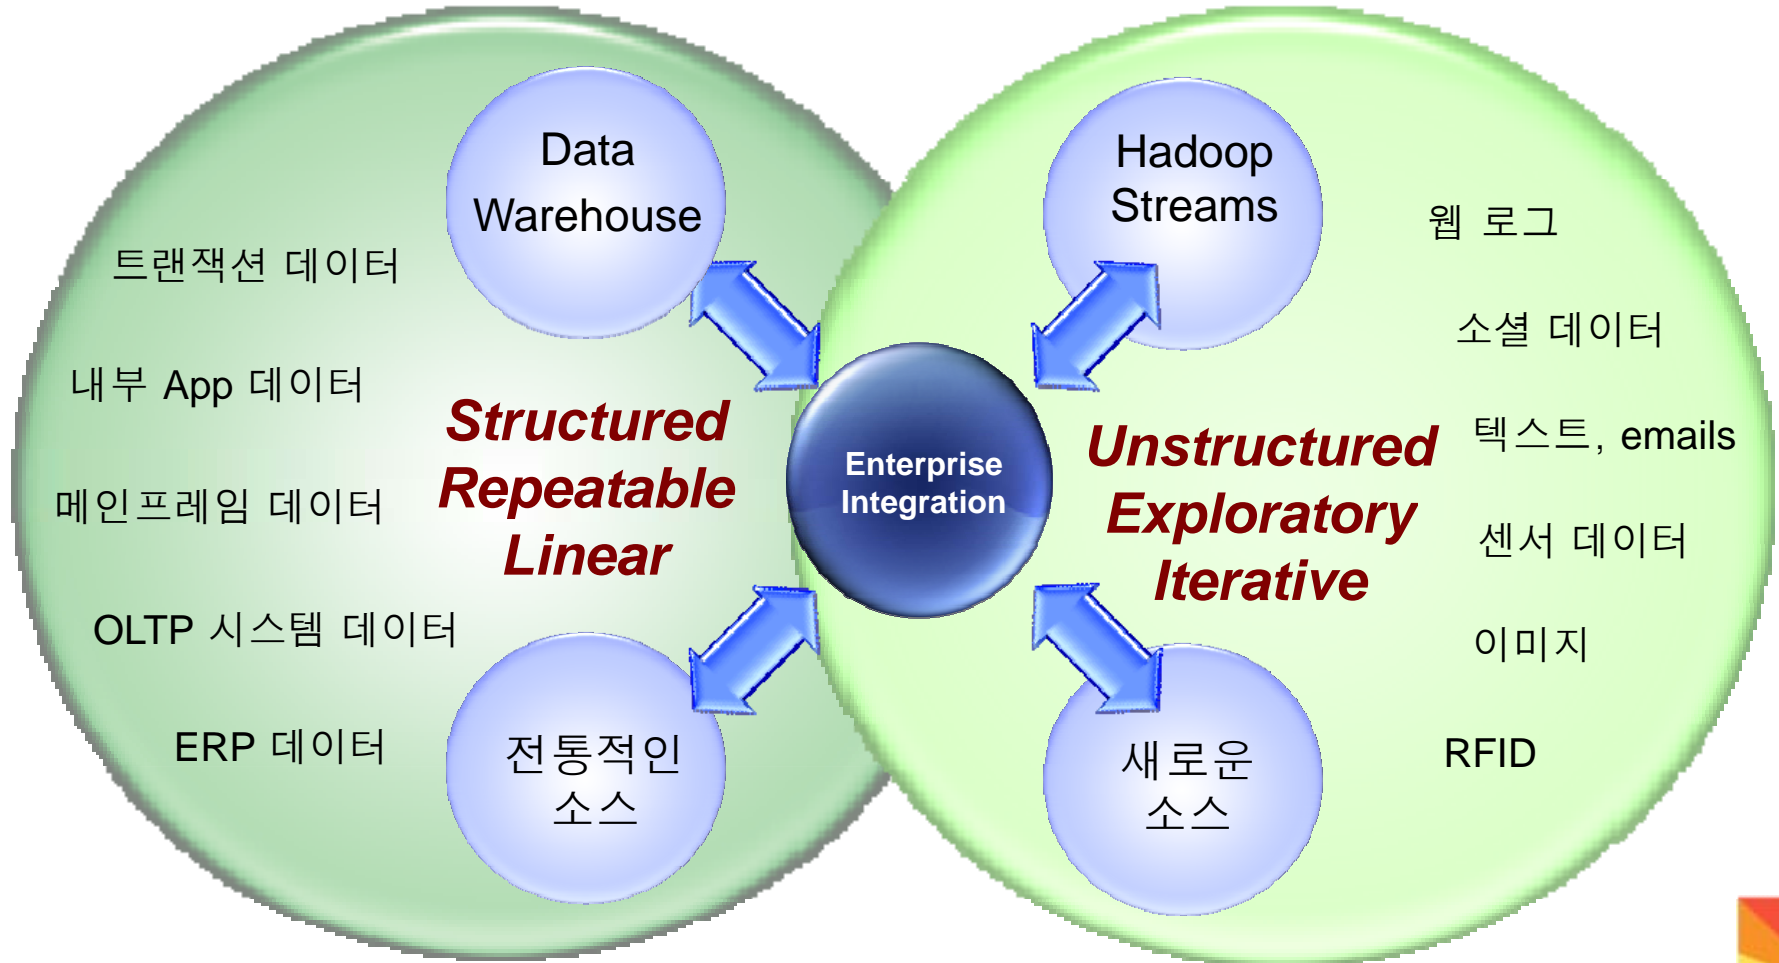 Data
Warehouse
트랜잭션 데이터
내부 App 데이터
메인프레임 데이터
OLTP 시스템 데이터
ERP 데이터
Structured
Repeatable
Linear
전통적인
소스
Enterprise
Integration
Hadoop
Streams
Unstructured
Exploratory
Iterative
새로운
소스
웹 로그
소셜 데이터
텍스트, emails
센서 데이터
이미지
RFID